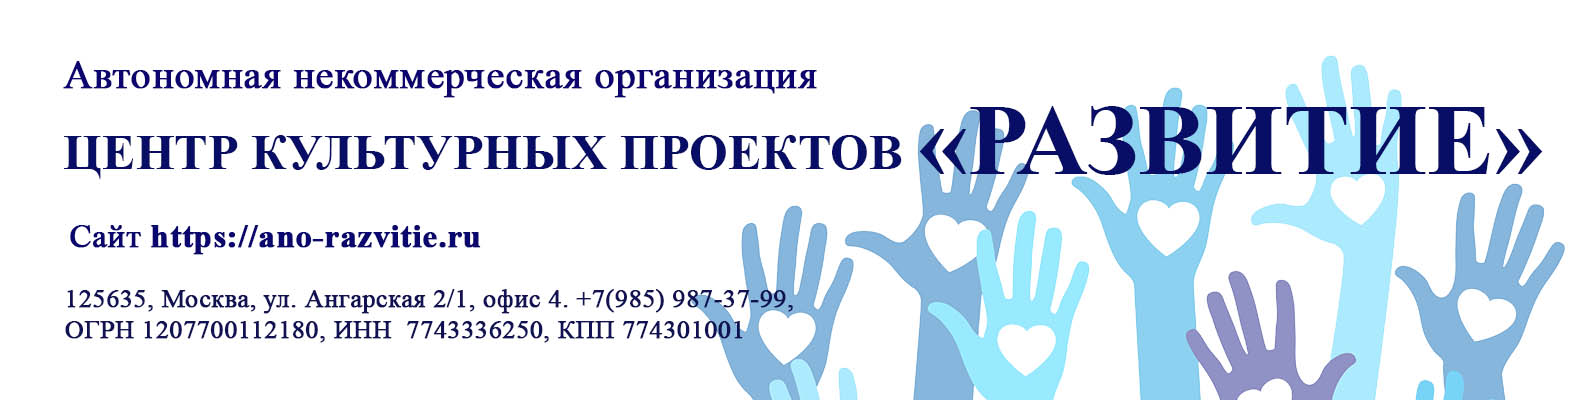 Автономная некоммерческая организация
ЦЕНТР КУЛЬТУРНЫХ ПРОЕКТОВ «РАЗВИТИЕ»
Сайт https://ano-razvitie.ru
125635, Москва, ул. Ангарская 2/1, офис 4. +7(985) 987-37-99,
ОГРН 1207700112180, ИНН 7743336250, КПП 774301001